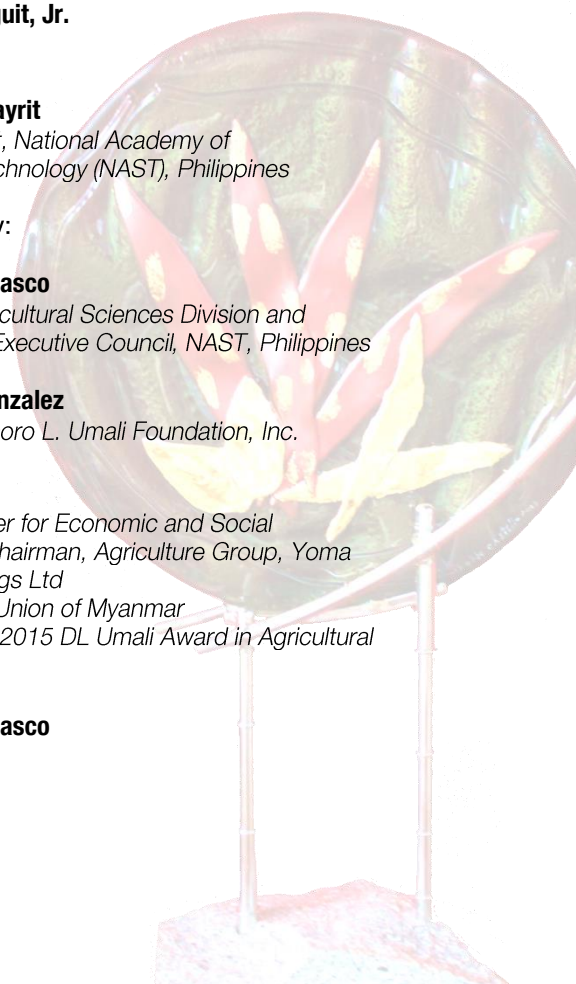 guit, Jr.
ayrit
r, National Academy of
chnology (NAST), Philippines
y:
asco
cultural Sciences Division and
Executive Council, NAST, Philippines
nzalez
oro L. Umali Foundation, Inc.
er for Economic and Social
hairman, Agriculture Group, Yoma
gs Ltd
Union of Myanmar
2015 DL Umali Award in Agricultural
asco